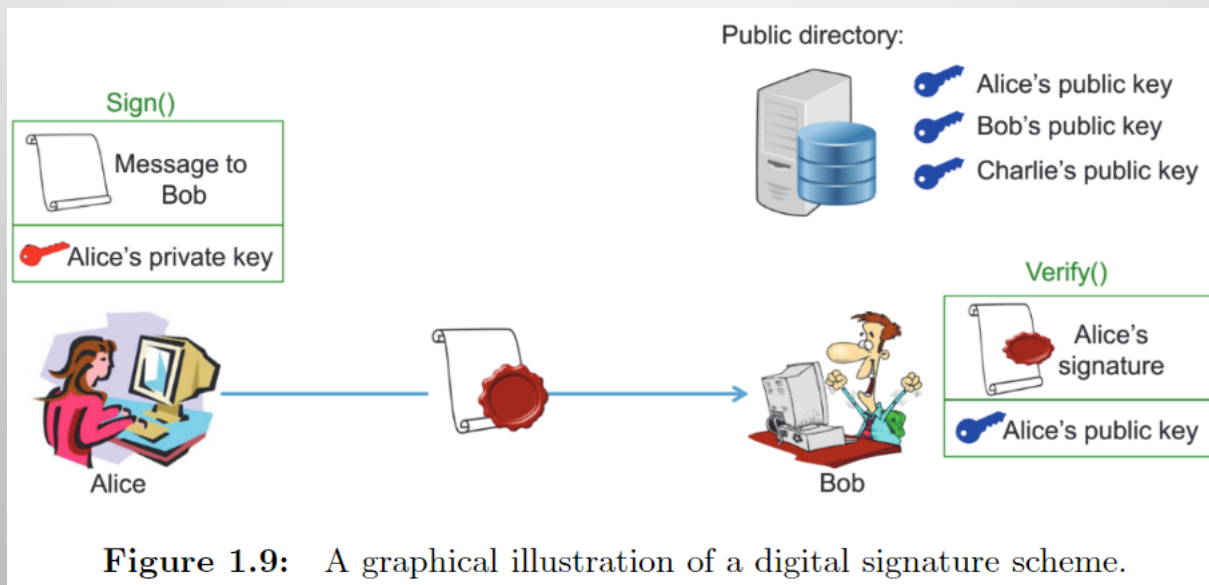 Public directory:
Alice's public key
Bob's public key
Charlie's public key
Sign()
Message to
Bob
Alice's private key
Verify()
Alice's
signature
Alice's public key
Alice
Bob
Figure 1.9: A graphical illustration of a digital signature scheme.